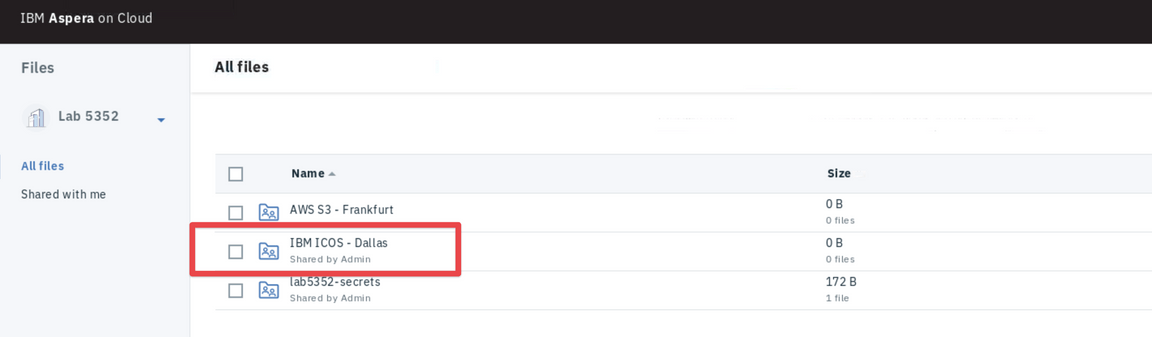 IBM Aspera on Cloud
Files
All files
Lab 5352
All files
Shared with me
Name Size
AWS S3 - Frankfurt 0 B
0 files
IBM ICOS - Dallas 0 B
Shared by Admin 0 files
lab5352-secrets 172 B
Shared by Admin 1 file